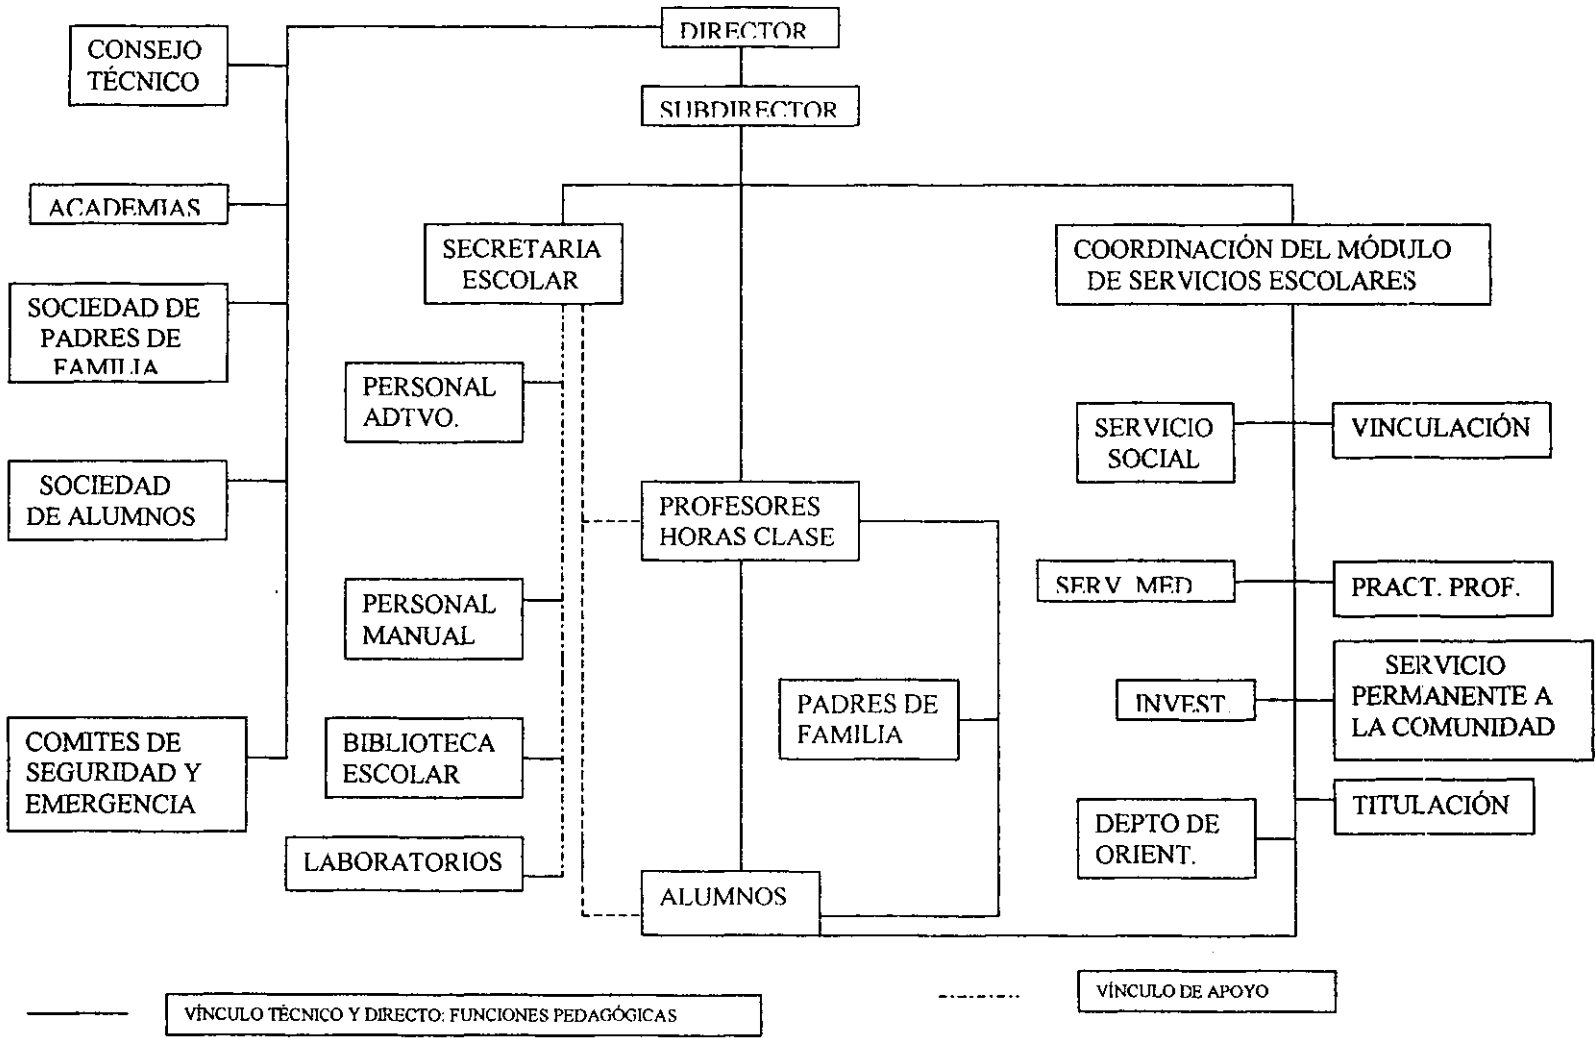 DIRECTOR
CONSEJO
TÉCNICO
SUBDIRECTOR
ACADEMIAS
SECRETARIA
ESCOLAR
COORDINACIÓN DEL MÓDULO
DE SERVICIOS ESCOLARES
SOCIEDAD DE
PADRES DE
FAMILIA
PERSONAL
ADTVO.
SERVICIO
SOCIAL
VINCULACIÓN
SOCIEDAD
DE ALUMNOS
PROFESORES
HORAS CLASE
SERV. MED
PRACT. PROF.
PERSONAL
MANUAL
PADRES DE
FAMILIA
INVEST.
SERVICIO
PERMANENTE A
LA COMUNIDAD
COMITES DE
SEGURIDAD Y
EMERGENCIA
BIBLIOTECA
ESCOLAR
TITULACIÓN
DEPTO DE
ORIENT.
LABORATORIOS
ALUMNOS
VÍNCULO TÉCNICO Y DIRECTO: FUNCIONES PEDAGÓGICAS
VÍNCULO DE APOYO